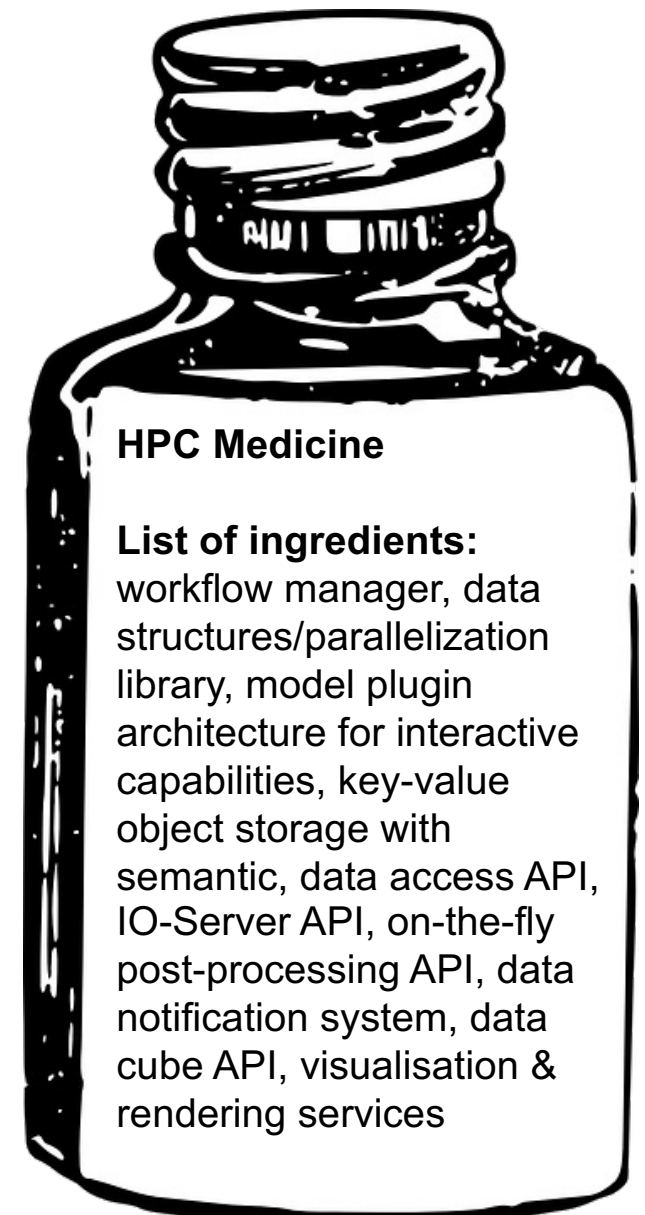 HPC Medicine
List of ingredients:
workflow manager, data
structures/parallelization
library, model plugin
architecture for interactive
capabilities, key-value
object storage with
semantic, data access API,
IO-Server API, on-the-fly
post-processing API, data
notification system, data
cube API, visualisation &
rendering services